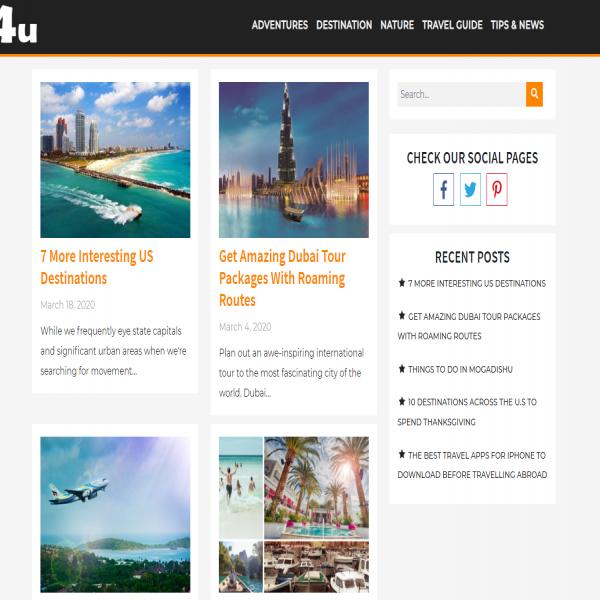 4u
ADVENTURES DESTINATION NATURE TRAVEL GUIDE TIPS & NEWS
7 More Interesting US
Destinations
March 18, 2020
While we frequently eye state capitals
and significant urban areas when we're
searching for movement...
Get Amazing Dubai Tour
Packages With Roaming
Routes
March 4, 2020
Plan out an awe-inspiring international
tour to the most fascinating city of the
world. Dubai...
Search...
CHECK OUR SOCIAL PAGES
RECENT POSTS
7 MORE INTERESTING US DESTINATIONS
GET AMAZING DUBAI TOUR PACKAGES
WITH ROAMING ROUTES
THINGS TO DO IN MOGADISHU
10 DESTINATIONS ACROSS THE U.S TO
SPEND THANKSGIVING
THE BEST TRAVEL APPS FOR IPHONE TO
DOWNLOAD BEFORE TRAVELLING ABROAD